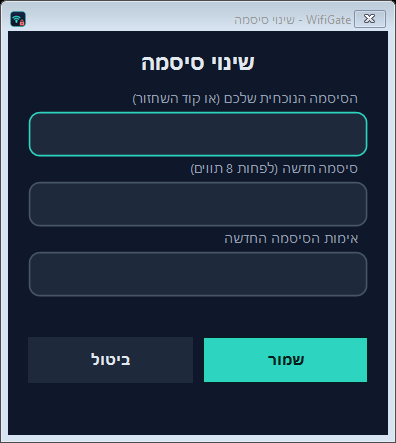 WifiGate - שינוי סיסמה
שינוי סיסמה
הסיסמה הנוכחית שלכם (או קוד השחזור)
סיסמה חדשה (לפחות 8 תווים)
אימות הסיסמה החדשה
שמור
ביטול